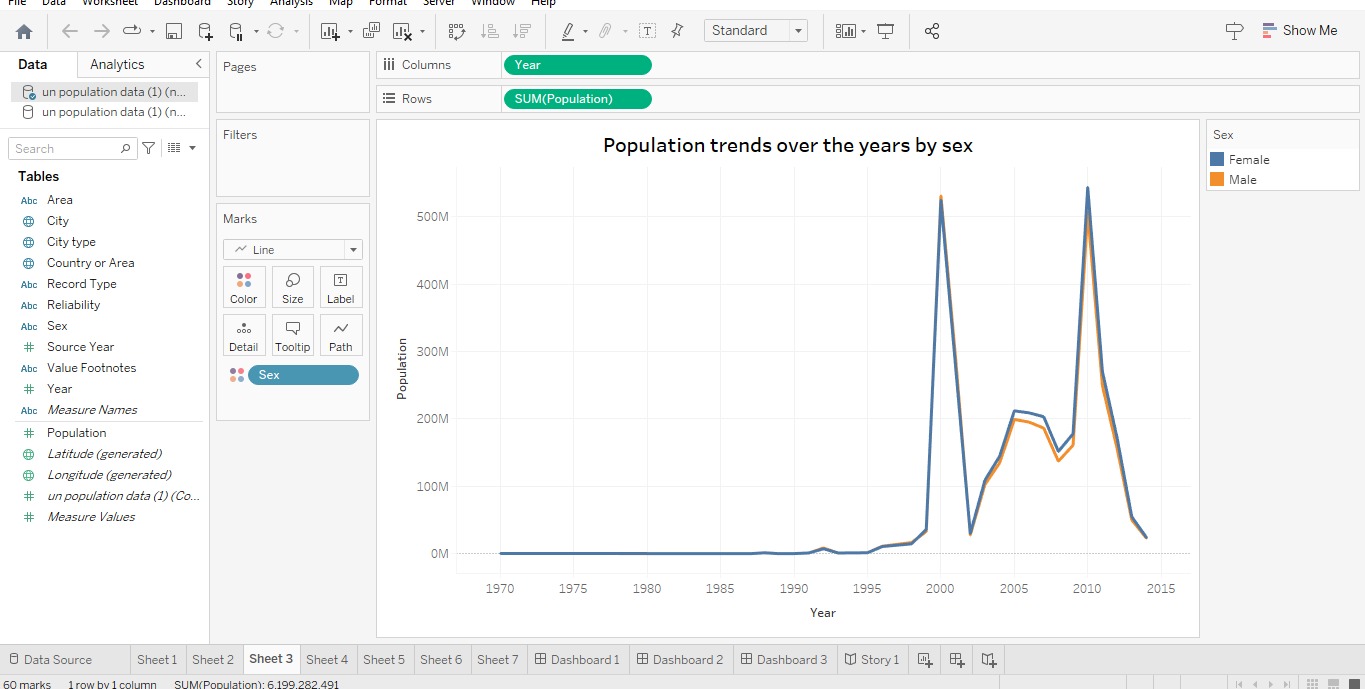 File Data Worksheet Dashboard Story Analysis Map Format Server Window Help
Standard
Show Me
Data Analytics
un population data (1) (n...
un population data (1) (n...
Search
Tables
Abc Area
City
City type
Country or Area
Abc Record Type
Abc Reliability
Abc Sex
# Source Year
Abc Value Footnotes
# Year
Abc Measure Names
# Population
Latitude (generated)
Longitude (generated)
# un population data (1) (Co...
# Measure Values
Pages
Filters
Marks
Line
Color Size Label
Detail Tooltip Path
Sex
Columns Year
Rows SUM(Population)
Population trends over the years by sex
Population
500M
400M
300M
200M
100M
0M
1970 1975 1980 1985 1990 1995 2000 2005 2010 2015
Year
Sex
Female
Male
Data Source Sheet 1 Sheet 2 Sheet 3 Sheet 4 Sheet 5 Sheet 6 Sheet 7 Dashboard 1 Dashboard 2 Dashboard 3 Story 1
60 marks 1 row by 1 column SUM(Population): 6,199,282,491